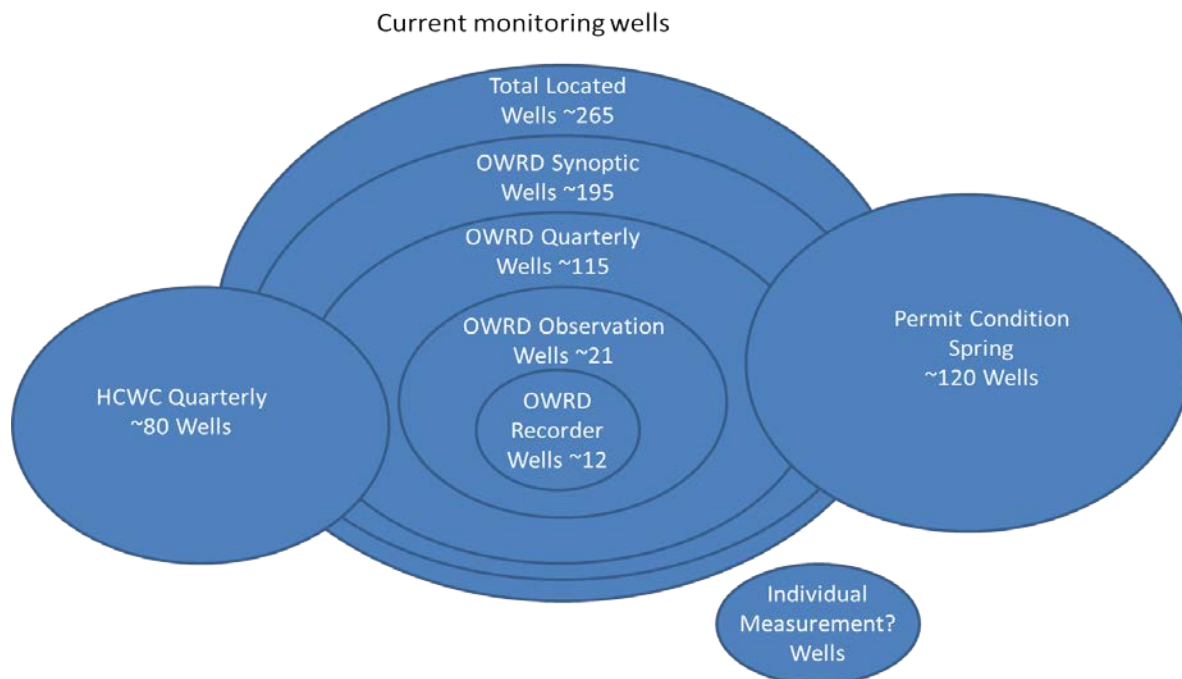 Current monitoring wells
Total Located
Wells ~265
OWRD Synoptic
Wells ~195
OWRD Quarterly
Wells ~115
OWRD Observation
Wells ~21
OWRD
Recorder
Wells ~12
HCWC Quarterly
~80 Wells
Permit Condition
Spring
~120 Wells
Individual
Measurement?
Wells